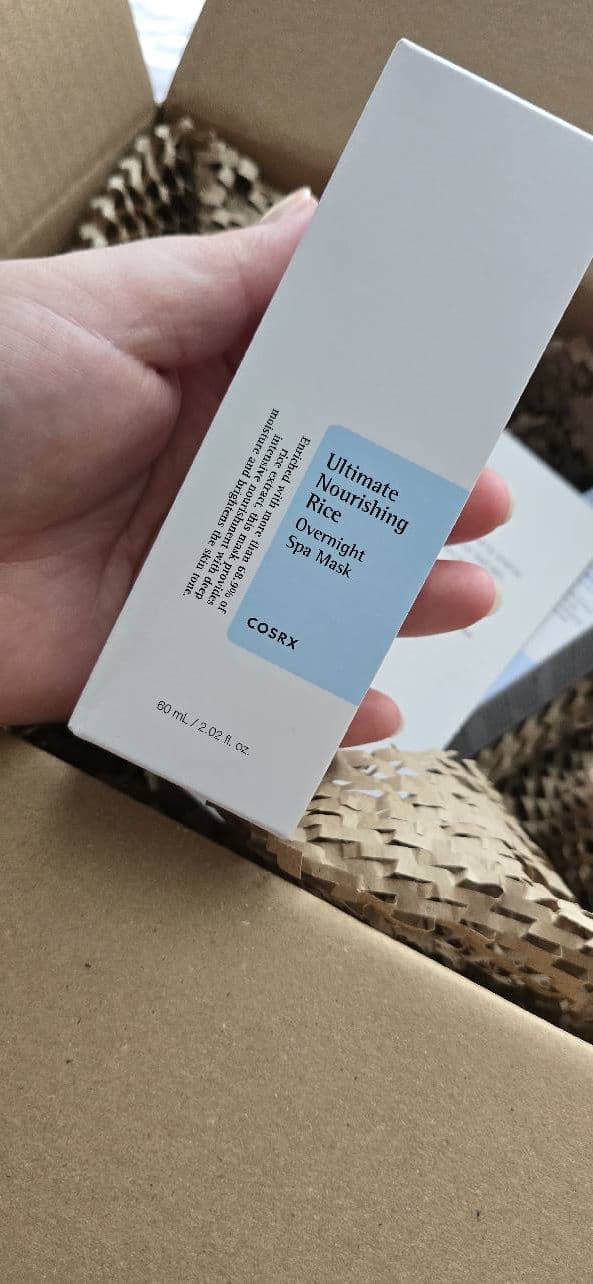 Ultimate
Nourishing
Rice
Overnight
Spa Mask
COSRX
Enriched with more than 68.9% of
rice extract, this mask provides
intensive nourishment with deep
moisture and brightens the skin tone.
60 mL / 2.02 fl. oz.